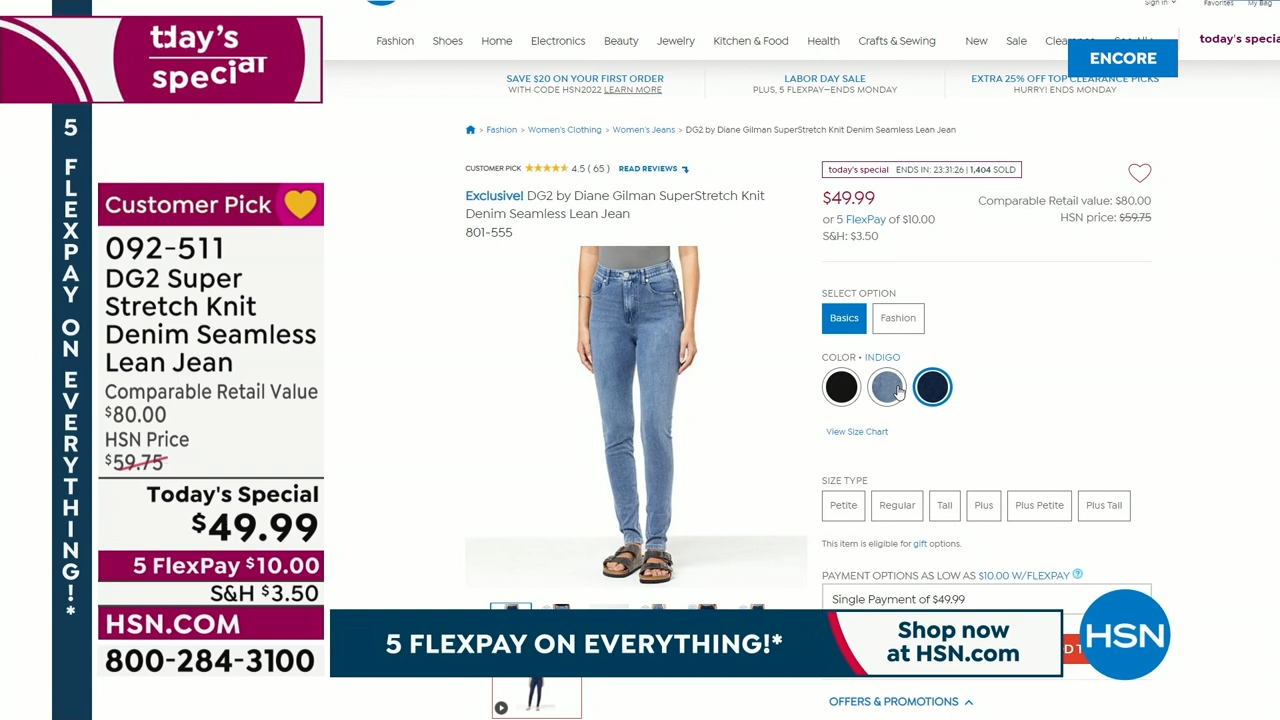 today's
special
5 FLEXPAY ON EVERYTHING!*
Customer Pick
092-511
DG2 Super
Stretch Knit
Denim Seamless
Lean Jean
Comparable Retail Value
$80.00
HSN Price
$59.75
Today's Special
$49.99
5 FlexPay $10.00
S&H $3.50
HSN.COM
800-284-3100
Sign In
Favorites
My Bag
Fashion
Shoes
Home
Electronics
Beauty
Jewelry
Kitchen & Food
Health
Crafts & Sewing
New
Sale
today's specia
ENCORE
SAVE $20 ON YOUR FIRST ORDER
WITH CODE HSN2022 LEARN MORE
LABOR DAY SALE
PLUS, 5 FLEXPAY—ENDS MONDAY
EXTRA 25% OFF TOP CLEARANCE PICKS
HURRY! ENDS MONDAY
> Fashion > Women's Clothing > Women's Jeans > DG2 by Diane Gilman SuperStretch Knit Denim Seamless Lean Jean
CUSTOMER PICK 4.5 ( 65 ) READ REVIEWS
Exclusive! DG2 by Diane Gilman SuperStretch Knit
Denim Seamless Lean Jean
801-555
today's special ENDS IN: 23:31:26 | 1,404 SOLD
$49.99
or 5 FlexPay of $10.00
S&H: $3.50
Comparable Retail value: $80.00
HSN price: $59.75
SELECT OPTION
Basics
Fashion
COLOR • INDIGO
View Size Chart
SIZE TYPE
Petite
Regular
Tall
Plus
Plus Petite
Plus Tall
This item is eligible for gift options.
PAYMENT OPTIONS AS LOW AS $10.00 W/FLEXPAY ?
Single Payment of $49.99
5 FLEXPAY ON EVERYTHING!*
Shop now
at HSN.com
HSN
OFFERS & PROMOTIONS